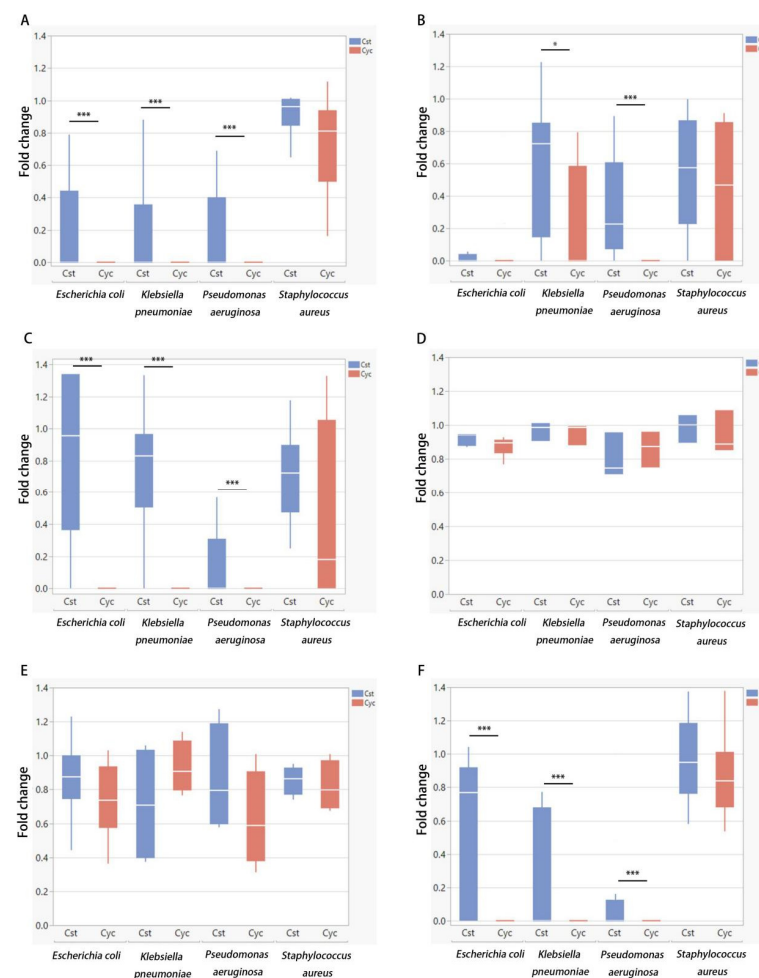 A
Cst
Cyc
Fold change
1.4
1.2
1.0
0.8
0.6
0.4
0.2
0.0
***
***
***
Cst Cyc Cst Cyc Cst Cyc Cst Cyc
Escherichia coli Klebsiella Pseudomonas Staphylococcus
pneumoniae aeruginosa aureus
B
Fold change
1.4
1.2
1.0
0.8
0.6
0.4
0.2
0.0
*
***
Cst Cyc Cst Cyc Cst Cyc Cst Cyc
Escherichia coli Klebsiella Pseudomonas Staphylococcus
pneumoniae aeruginosa aureus
C
Cst
Cyc
Fold change
1.4
1.2
1.0
0.8
0.6
0.4
0.2
0.0
***
***
***
Cst Cyc Cst Cyc Cst Cyc Cst Cyc
Escherichia coli Klebsiella Pseudomonas Staphylococcus
pneumoniae aeruginosa aureus
D
Fold change
1.4
1.2
1.0
0.8
0.6
0.4
0.2
0.0
Cst Cyc Cst Cyc Cst Cyc Cst Cyc
Escherichia coli Klebsiella Pseudomonas Staphylococcus
pneumoniae aeruginosa aureus
E
Cst
Cyc
Fold change
1.4
1.2
1.0
0.8
0.6
0.4
0.2
0.0
Cst Cyc Cst Cyc Cst Cyc Cst Cyc
Escherichia coli Klebsiella Pseudomonas Staphylococcus
pneumoniae aeruginosa aureus
F
Fold change
1.4
1.2
1.0
0.8
0.6
0.4
0.2
0.0
***
***
***
Cst Cyc Cst Cyc Cst Cyc Cst Cyc
Escherichia coli Klebsiella Pseudomonas Staphylococcus
pneumoniae aeruginosa aureus